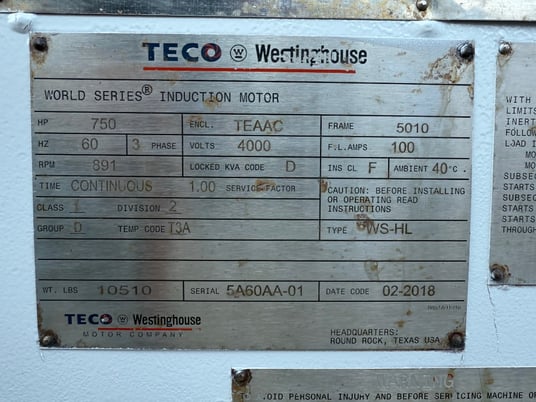 TECO W Westinghouse
WORLD SERIES® INDUCTION MOTOR
HP 750 ENCL. TEAAC FRAME 5010
HZ 60 3 PHASE VOLTS 4000 F.L.AMPS 100
RPM 891 LOCKED KVA CODE D INS CL F AMBIENT 40°C.
TIME CONTINUOUS 1.00 SERVICE FACTOR
CAUTION: BEFORE INSTALLING
OR OPERATING READ
INSTRUCTIONS
CLASS 1 DIVISION 2
GROUP D TEMP CODE T3A TYPE WS-HL
WT. LBS 10510 SERIAL 5A60AA-01 DATE CODE 02-2018
TECO W Westinghouse
MOTOR COMPANY
HEADQUARTERS:
ROUND ROCK, TEXAS USA
WITH
LIMITS
INERT
FOLLOW
LOAD I
MO
MO
SUBSEQ
STARTS
SUBSEQ
STARTS
STARTS
THROUGH
WARNING
OID PERSONAL INJURY AND BEFORE SERVICING MACHINE